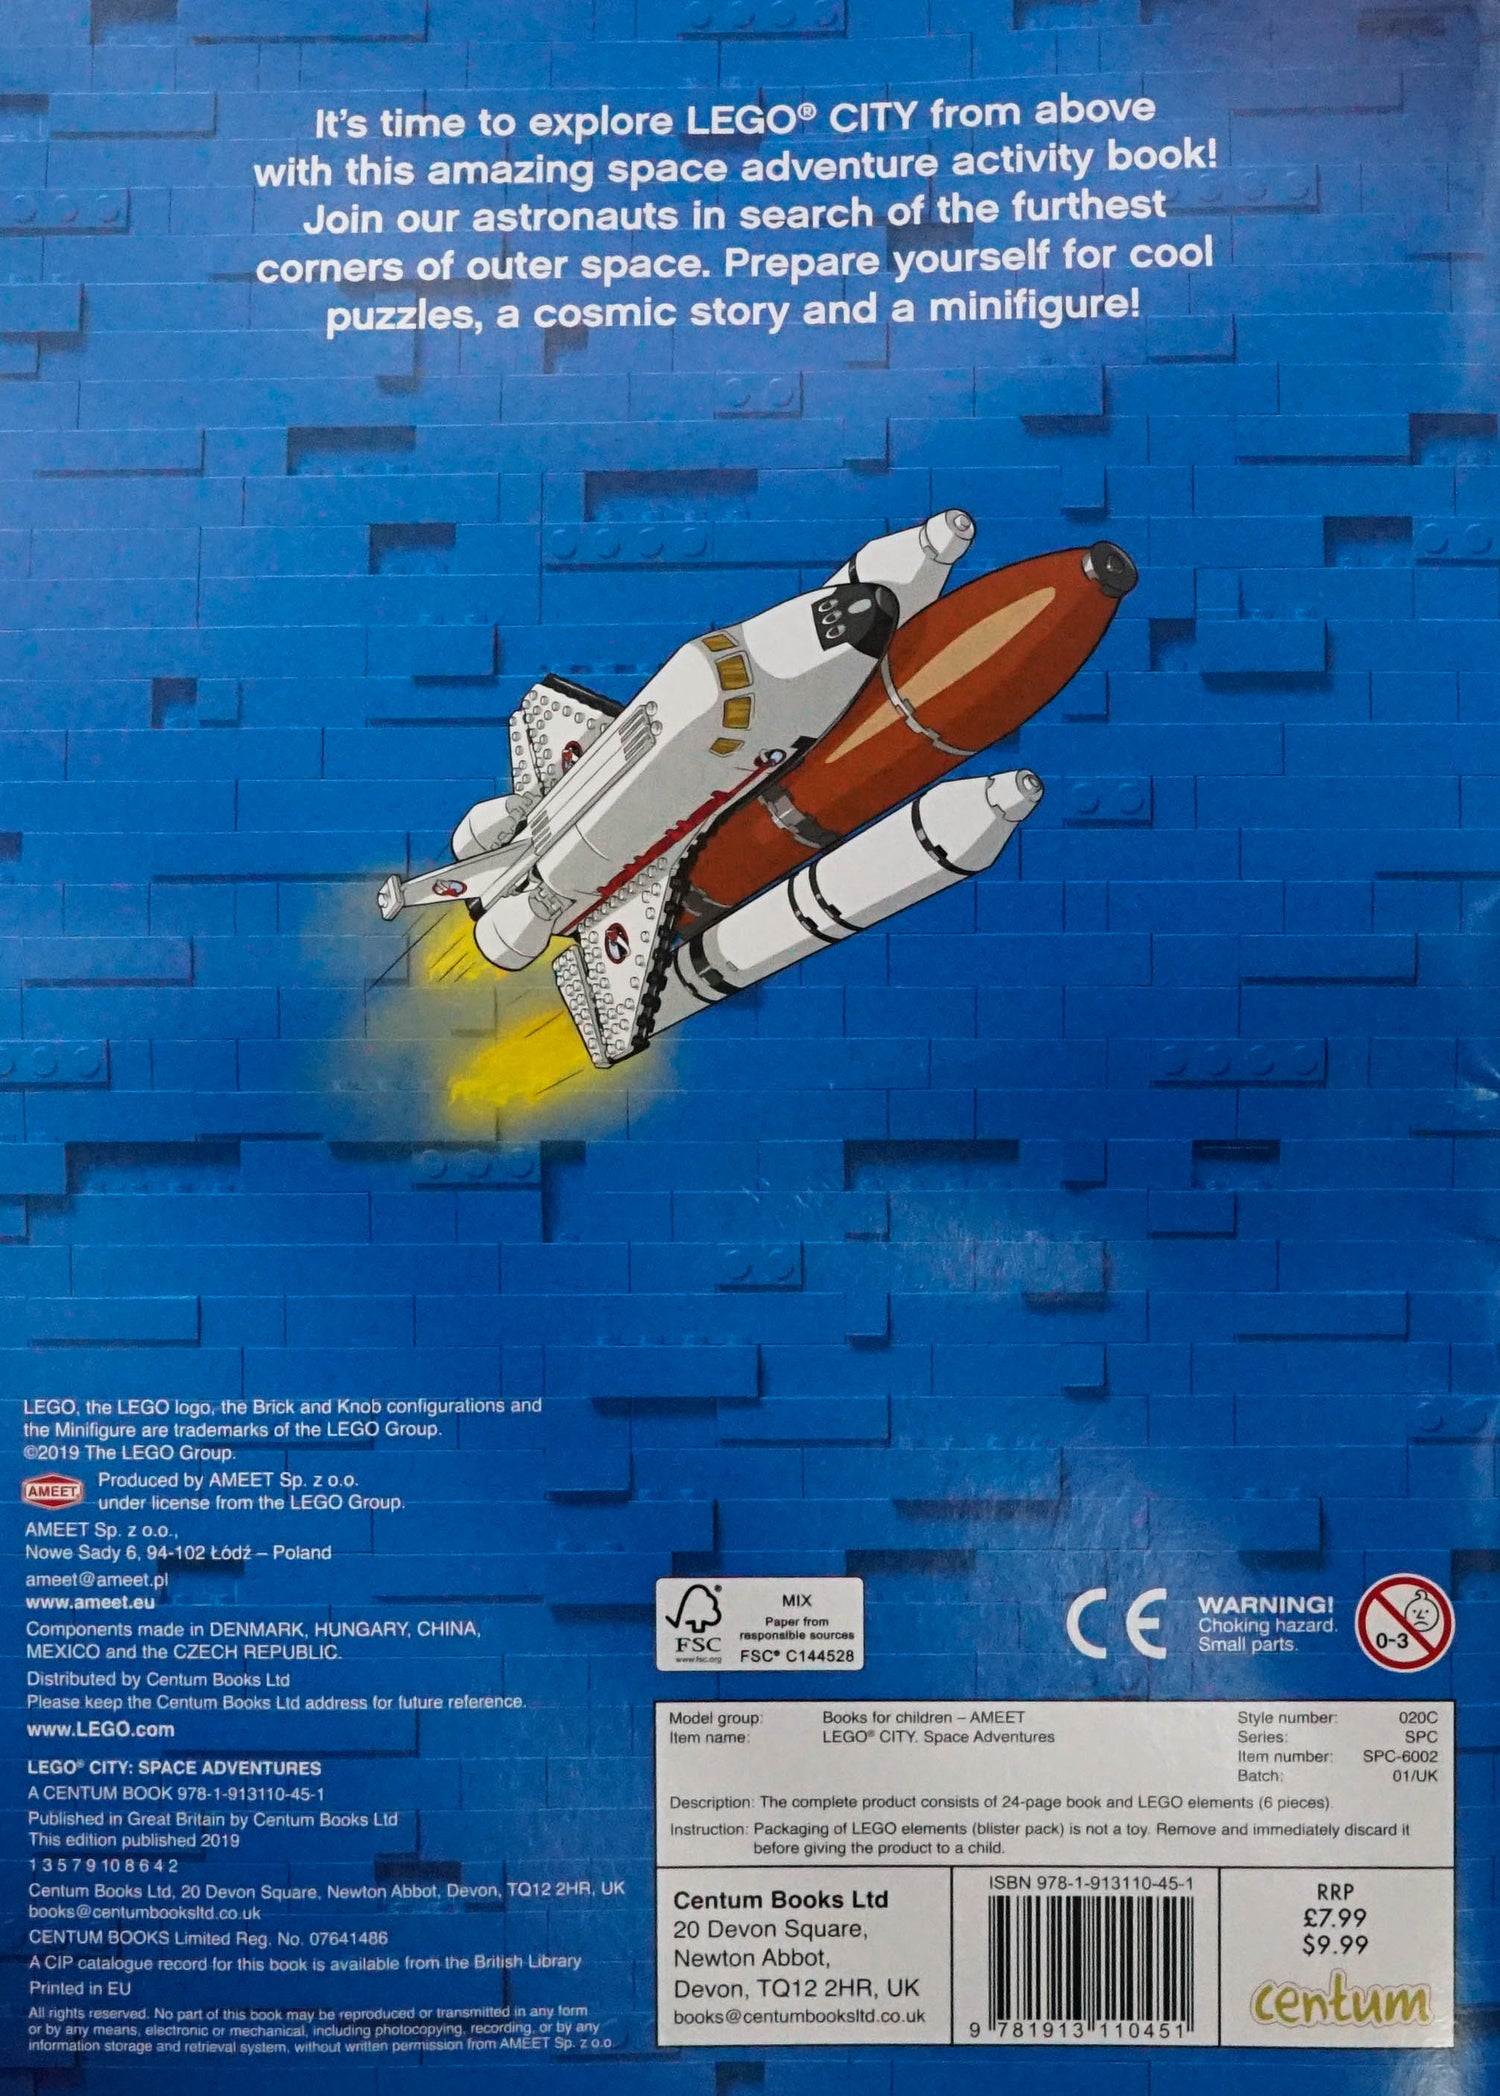 It's time to explore LEGO® CITY from above
with this amazing space adventure activity book!
Join our astronauts in search of the furthest
corners of outer space. Prepare yourself for cool
puzzles, a cosmic story and a minifigure!
LEGO, the LEGO logo, the Brick and Knob configurations and
the Minifigure are trademarks of the LEGO Group.
©2019 The LEGO Group.
AMEET
Produced by AMEET Sp. z o.o.
under license from the LEGO Group.
AMEET Sp. z o.o.,
Nowe Sady 6, 94-102 Łódź – Poland
ameet@ameet.pl
www.ameet.eu
Components made in DENMARK, HUNGARY, CHINA,
MEXICO and the CZECH REPUBLIC.
Distributed by Centum Books Ltd
Please keep the Centum Books Ltd address for future reference.
www.LEGO.com
LEGO® CITY: SPACE ADVENTURES
A CENTUM BOOK 978-1-913110-45-1
Published in Great Britain by Centum Books Ltd
This edition published 2019
1 3 5 7 9 10 8 6 4 2
Centum Books Ltd, 20 Devon Square, Newton Abbot, Devon, TQ12 2HR, UK
books@centumbooksltd.co.uk
CENTUM BOOKS Limited Reg. No. 07641486
A CIP catalogue record for this book is available from the British Library
Printed in EU
All rights reserved. No part of this book may be reproduced or transmitted in any form
or by any means, electronic or mechanical, including photocopying, recording, or by any
information storage and retrieval system, without written permission from AMEET Sp. z o.o.
FSC
www.fsc.org
MIX
Paper from
responsible sources
FSC® C144528
CE
WARNING!
Choking hazard.
Small parts.
0-3
Model group: Books for children – AMEET
Item name: LEGO® CITY. Space Adventures
Style number: 020C
Series: SPC
Item number: SPC-6002
Batch: 01/UK
Description: The complete product consists of 24-page book and LEGO elements (6 pieces).
Instruction: Packaging of LEGO elements (blister pack) is not a toy. Remove and immediately discard it
before giving the product to a child.
Centum Books Ltd
20 Devon Square,
Newton Abbot,
Devon, TQ12 2HR, UK
books@centumbooksltd.co.uk
ISBN 978-1-913110-45-1
9 781913 110451
RRP
£7.99
$9.99
centum